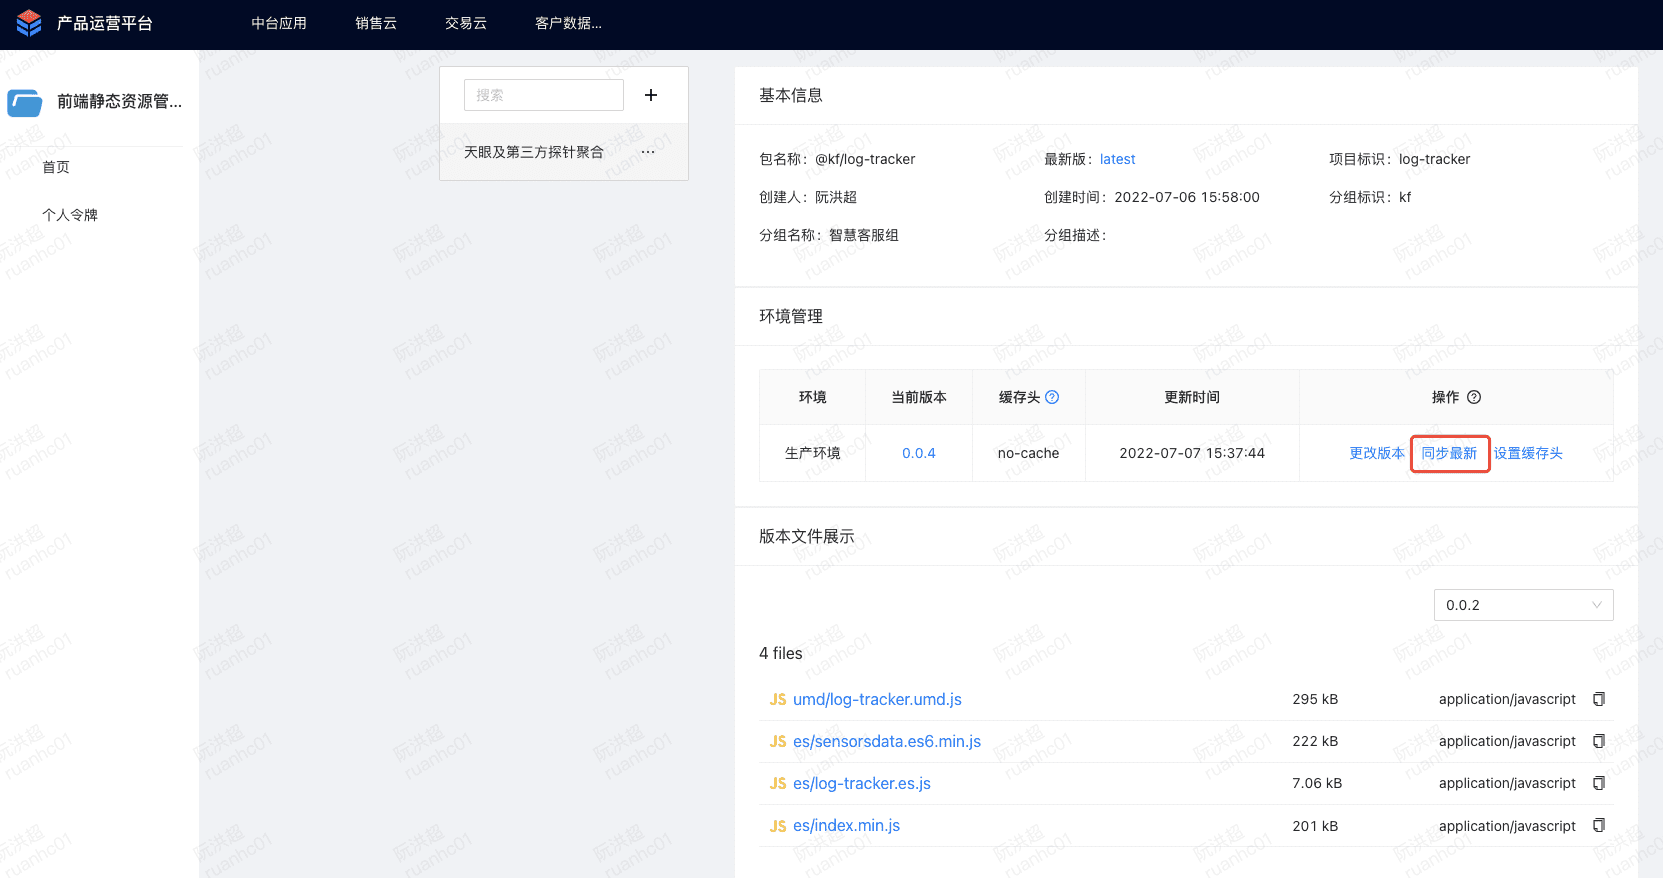 产品运营平台 中台应用 销售云 交易云 客户数据...
前端静态资源管...
首页
个人令牌
搜索
天眼及第三方探针聚合 ...
基本信息
包名称：@kf/log-tracker 最新版：latest 项目标识：log-tracker
创建人：阮洪超 创建时间：2022-07-06 15:58:00 分组标识：kf
分组名称：智慧客服组 分组描述：
环境管理
环境 当前版本 缓存头 更新时间 操作
生产环境 0.0.4 no-cache 2022-07-07 15:37:44 更改版本 同步最新 设置缓存头
版本文件展示
0.0.2
4 files
JS umd/log-tracker.umd.js 295 kB application/javascript
JS es/sensorsdata.es6.min.js 222 kB application/javascript
JS es/log-tracker.es.js 7.06 kB application/javascript
JS es/index.min.js 201 kB application/javascript
阮洪超
ruanhc01